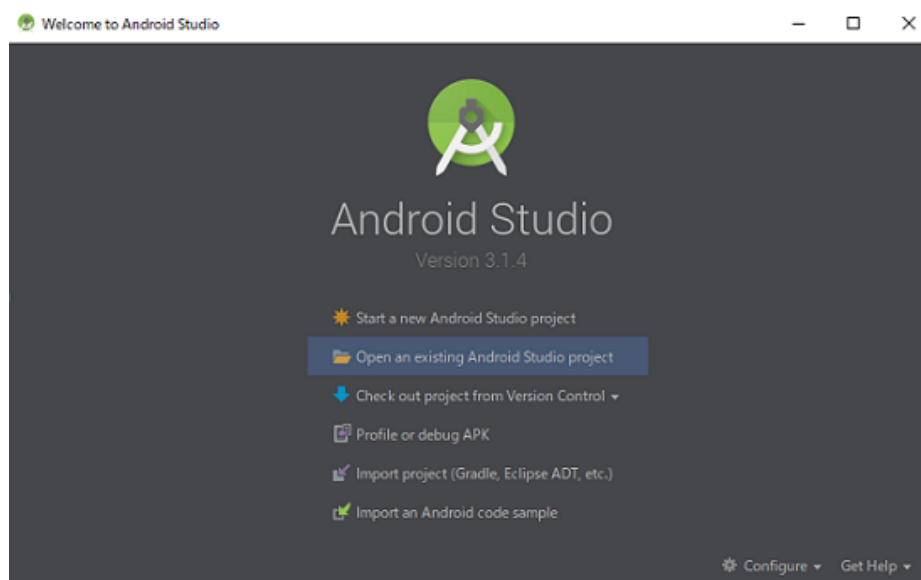 Welcome to Android Studio
Android Studio
Version 3.1.4
Start a new Android Studio project
Open an existing Android Studio project
Check out project from Version Control
Profile or debug APK
Import project (Gradle, Eclipse ADT, etc.)
Import an Android code sample
Configure Get Help